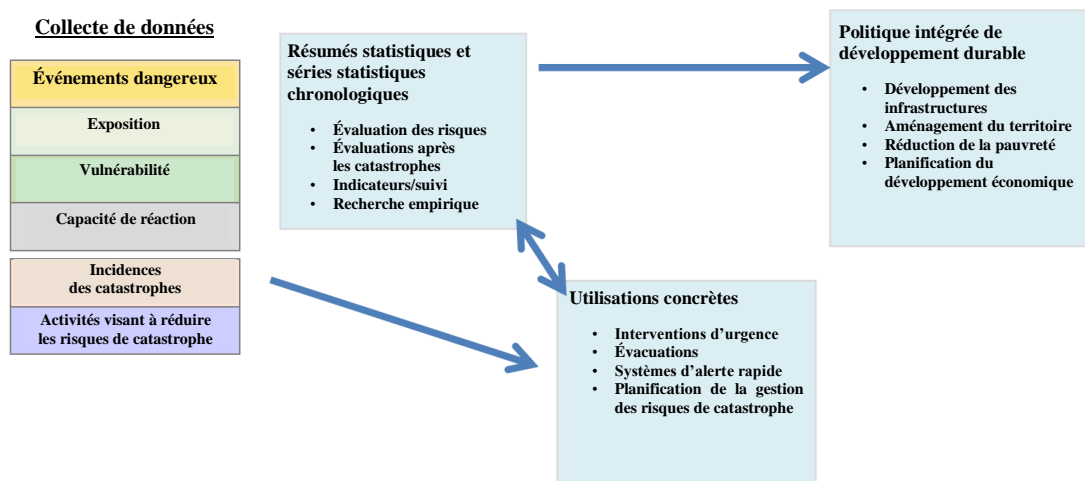 Collecte de données
Événements dangereux
Exposition
Vulnérabilité
Capacité de réaction
Incidences
des catastrophes
Activités visant à réduire
les risques de catastrophe
Résumés statistiques et
séries statistiques
chronologiques
• Évaluation des risques
• Évaluations après
les catastrophes
• Indicateurs/suivi
• Recherche empirique
Utilisations concrètes
• Interventions d’urgence
• Évacuations
• Systèmes d’alerte rapide
• Planification de la gestion
des risques de catastrophe
Politique intégrée de
développement durable
• Développement des
infrastructures
• Aménagement du territoire
• Réduction de la pauvreté
• Planification du
développement économique